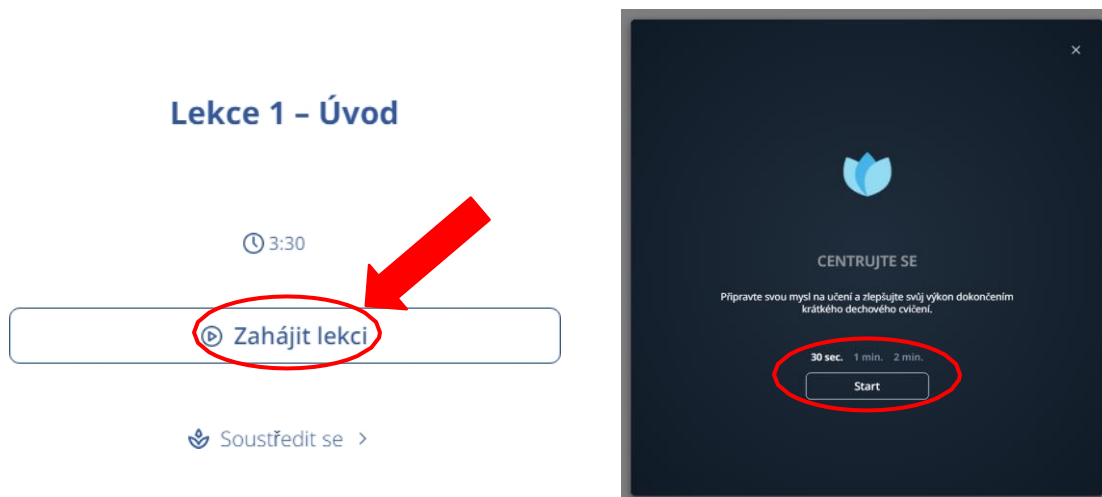 Lekce 1 – Úvod
3:30
Zahájit lekci
Soustředit se >
×
CENTRUJTE SE
Připravte svou mysl na učení a zlepšujte svůj výkon dokončením
krátkého dechového cvičení.
30 sec. 1 min. 2 min.
Start